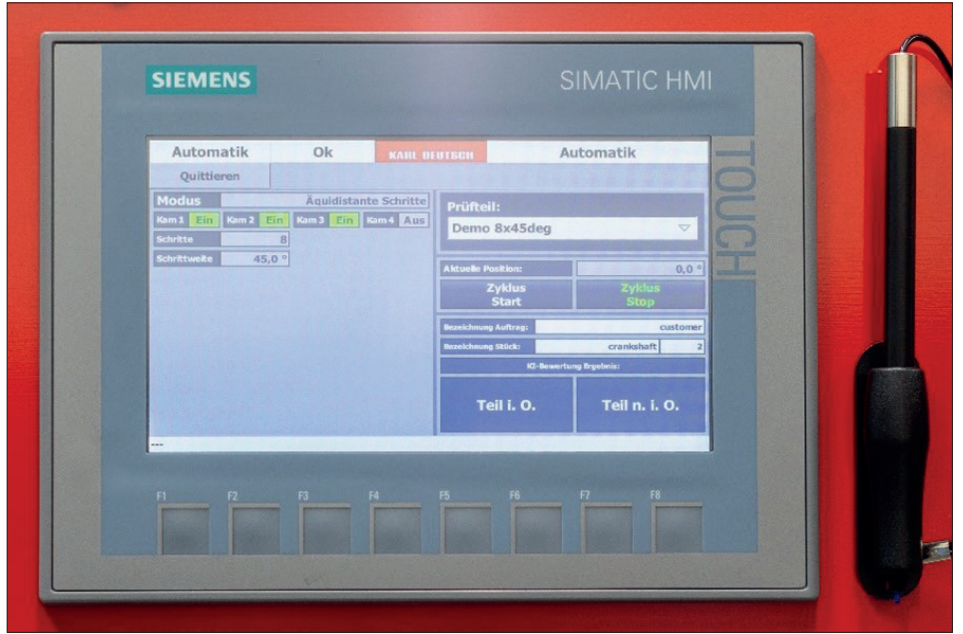 SIEMENS
SIMATIC HMI
TOUCH
Automatik Ok KARL DEUTSCH Automatik
Quittieren
Modus Äquidistante Schritte
Kam 1 Ein Kam 2 Ein Kam 3 Ein Kam 4 Aus
Schritte 8
Schrittweite 45,0 °
Prüfteil:
Demo 8x45deg
Aktuelle Position: 0,0 °
Zyklus Start
Zyklus Stop
Bezeichnung Auftrag: customer
Bezeichnung Stück: crankshaft 2
KI-Bewertung Ergebnis:
Teil i. O. Teil n. i. O.
---
F1 F2 F3 F4 F5 F6 F7 F8